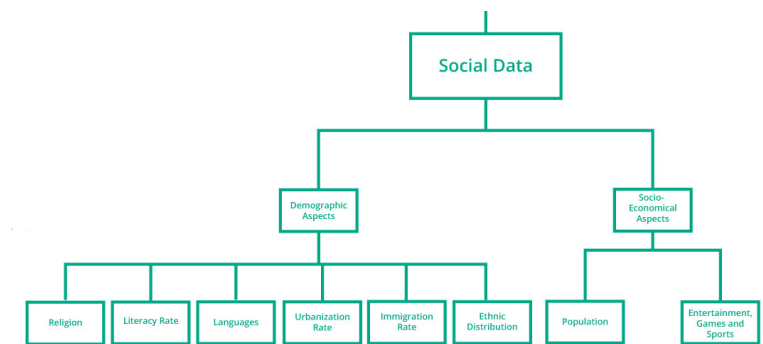 Social Data
Demographic
Aspects
Socio-
Economical
Aspects
Religion
Literacy Rate
Languages
Urbanization
Rate
Immigration
Rate
Ethnic
Distribution
Population
Entertainment,
Games and
Sports